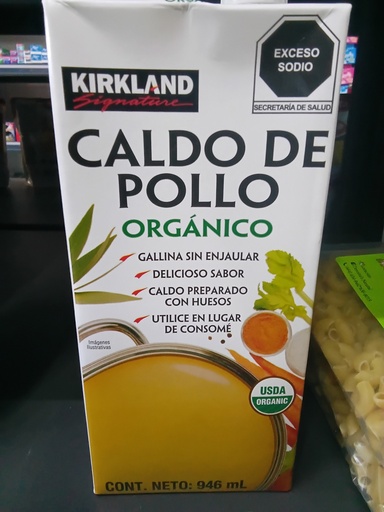 EXCESO
SODIO
SECRETARÍA DE SALUD
KIRKLAND
Signature
CALDO DE
POLLO
ORGÁNICO
GALLINA SIN ENJAULAR
DELICIOSO SABOR
CALDO PREPARADO
CON HUESOS
UTILICE EN LUGAR
DE CONSOMÉ
Imágenes
Ilustrativas
USDA
ORGANIC
CONT. NETO: 946 mL